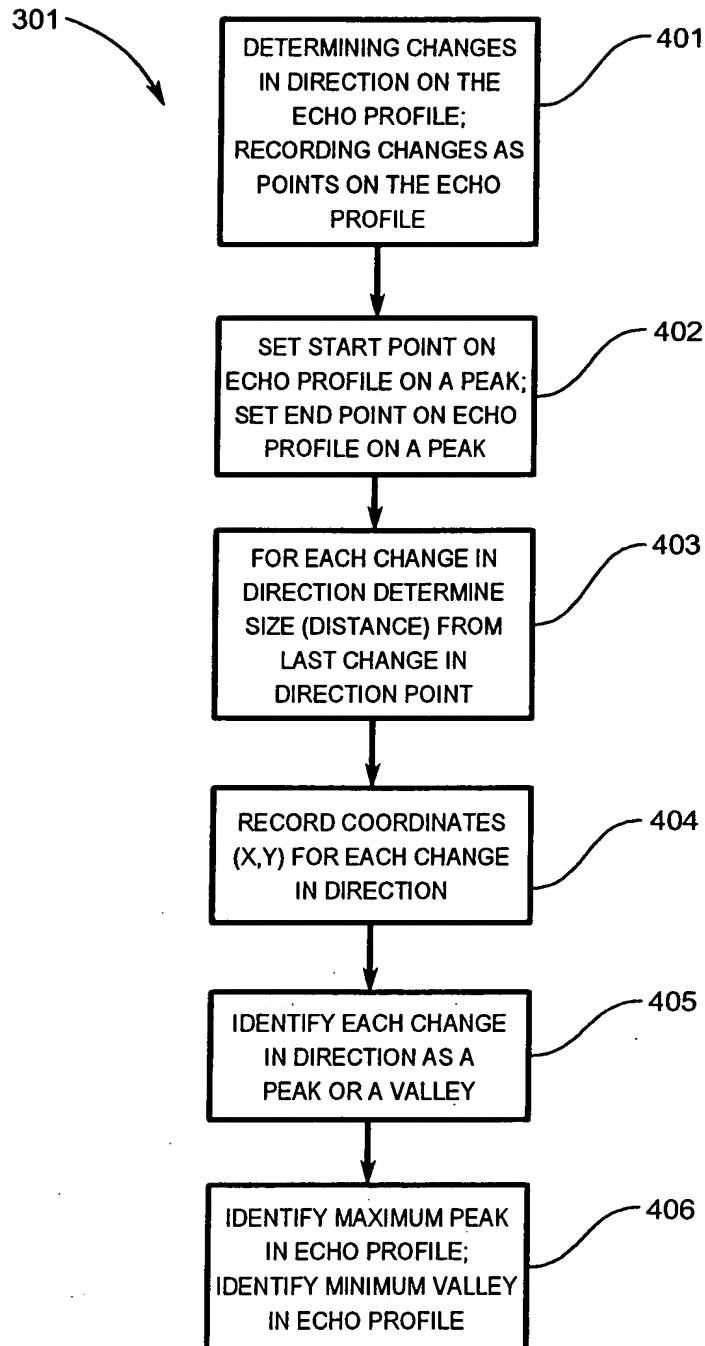 301
401
DETERMINING CHANGES
IN DIRECTION ON THE
ECHO PROFILE;
RECORDING CHANGES AS
POINTS ON THE ECHO
PROFILE
402
SET START POINT ON
ECHO PROFILE ON A PEAK;
SET END POINT ON ECHO
PROFILE ON A PEAK
403
FOR EACH CHANGE IN
DIRECTION DETERMINE
SIZE (DISTANCE) FROM
LAST CHANGE IN
DIRECTION POINT
404
RECORD COORDINATES
(X,Y) FOR EACH CHANGE
IN DIRECTION
405
IDENTIFY EACH CHANGE
IN DIRECTION AS A
PEAK OR A VALLEY
406
IDENTIFY MAXIMUM PEAK
IN ECHO PROFILE;
IDENTIFY MINIMUM VALLEY
IN ECHO PROFILE